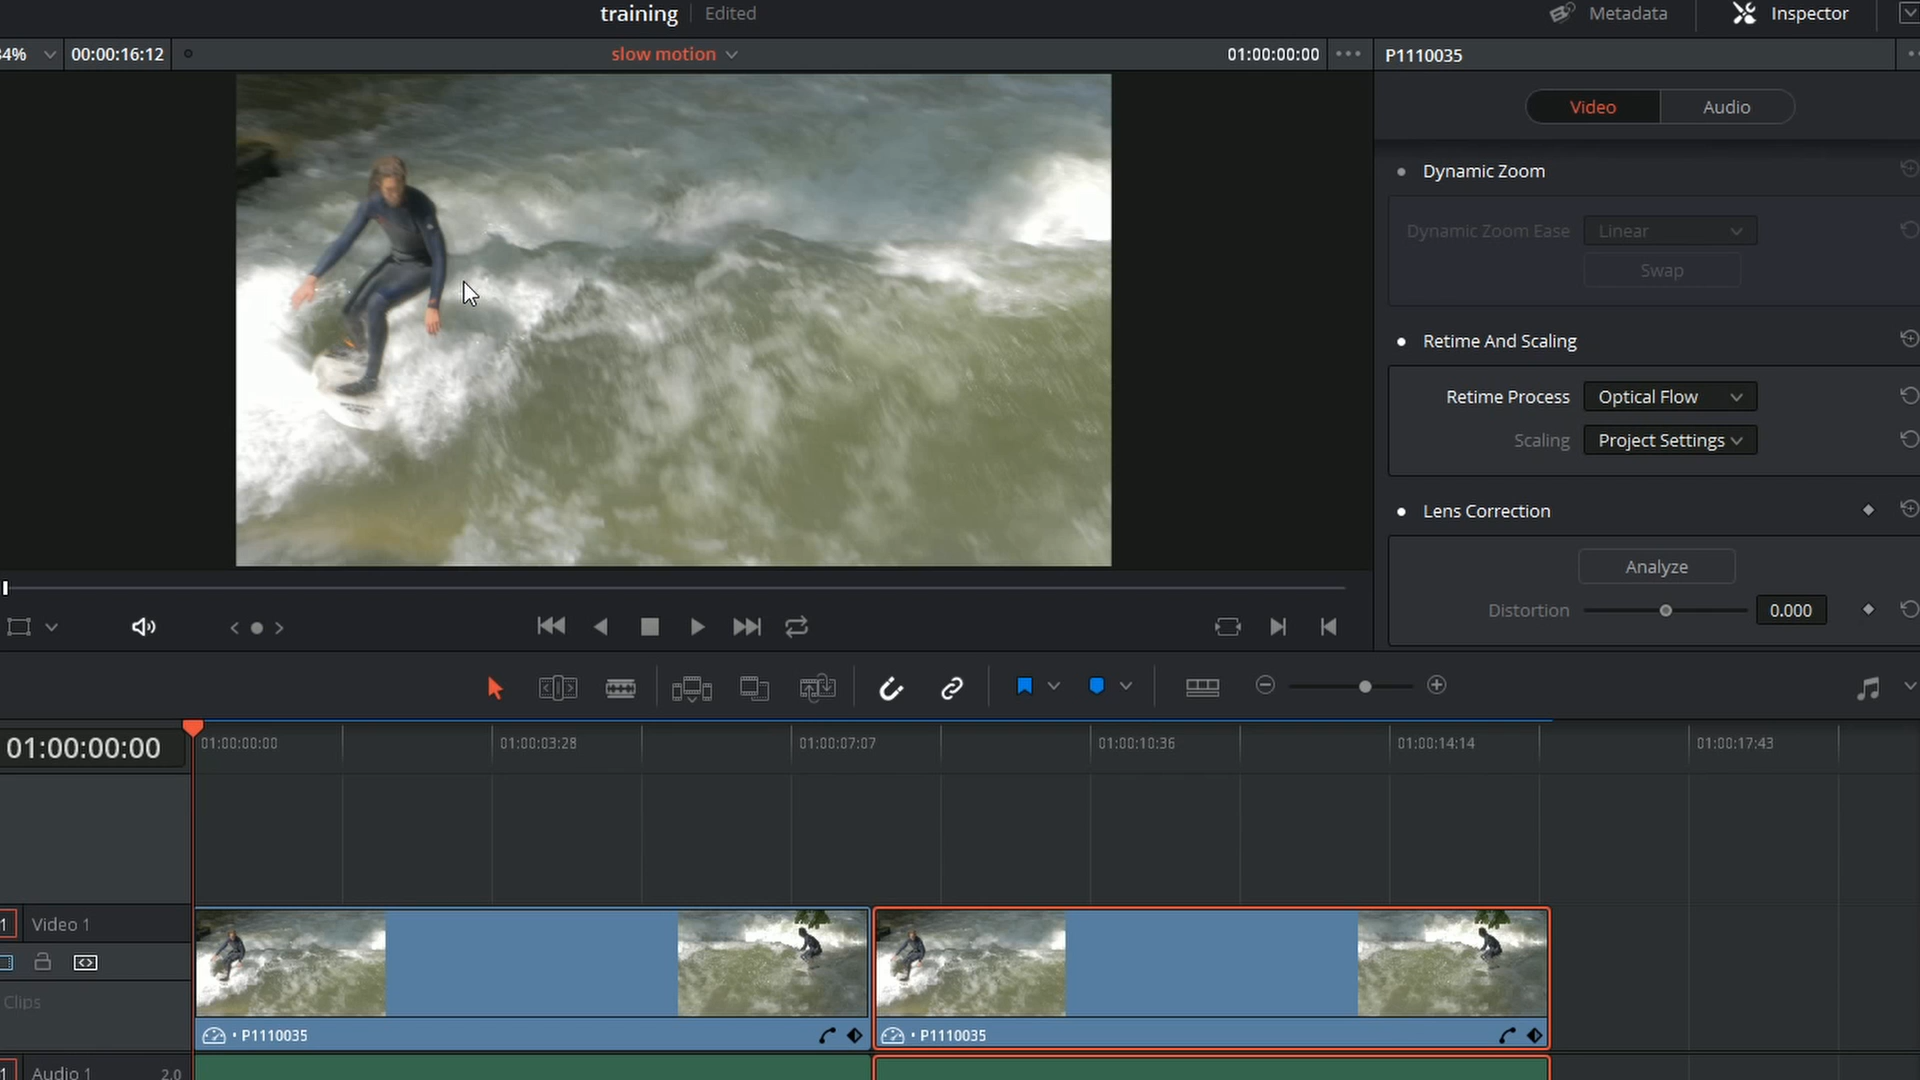 training Edited Metadata Inspector
34% 00:00:16:12 slow motion 01:00:00:00 P1110035
Video Audio
Dynamic Zoom
Dynamic Zoom Ease Linear
Swap
Retime And Scaling
Retime Process Optical Flow
Scaling Project Settings
Lens Correction
Analyze
Distortion 0.000
01:00:00:00 01:00:00:00 01:00:03:28 01:00:07:07 01:00:10:36 01:00:14:14 01:00:17:43
1 Video 1
Clips
P1110035 P1110035
1 Audio 1 2.0